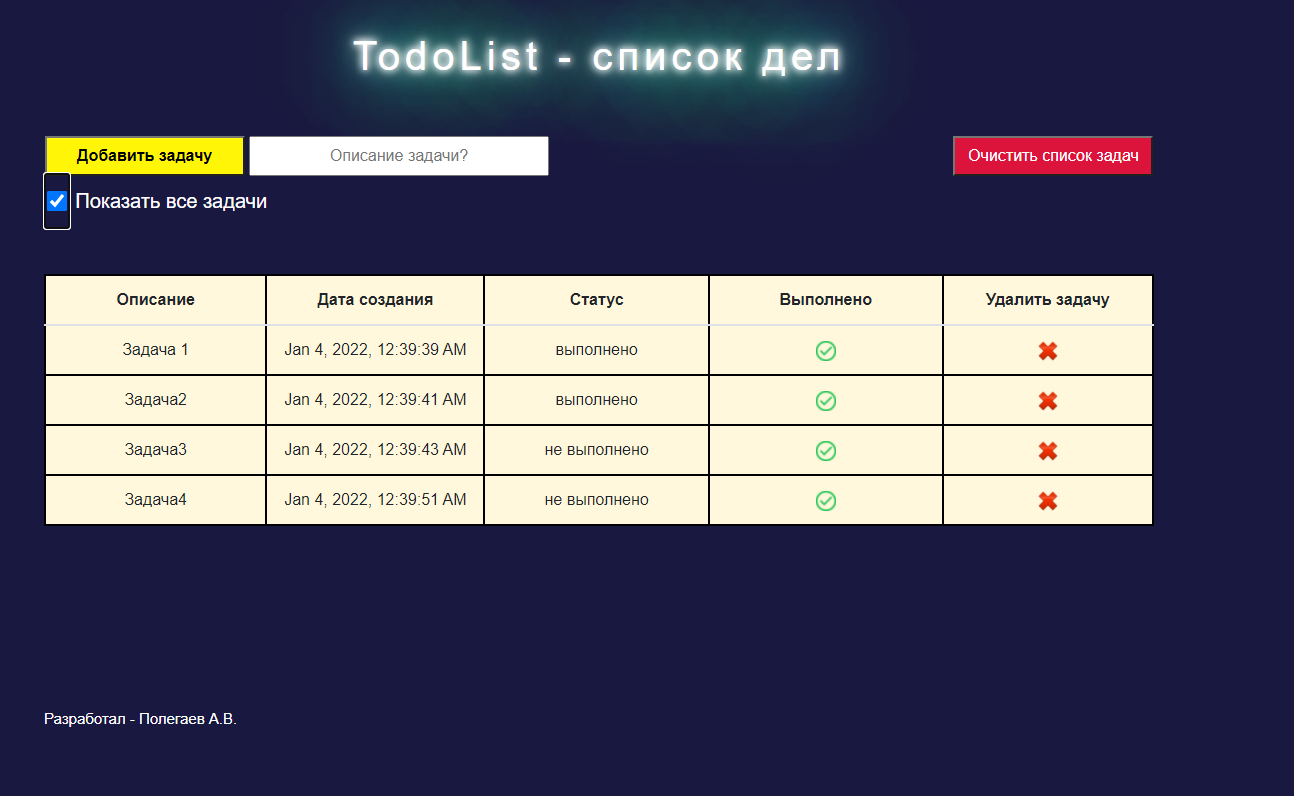 TodoList - список дел
Добавить задачу Описание задачи? Очистить список задач
Показать все задачи
Описание Дата создания Статус Выполнено Удалить задачу
Задача 1 Jan 4, 2022, 12:39:39 AM выполнено
Задача2 Jan 4, 2022, 12:39:41 AM выполнено
Задача3 Jan 4, 2022, 12:39:43 AM не выполнено
Задача4 Jan 4, 2022, 12:39:51 AM не выполнено
Разработал - Полегаев А.В.